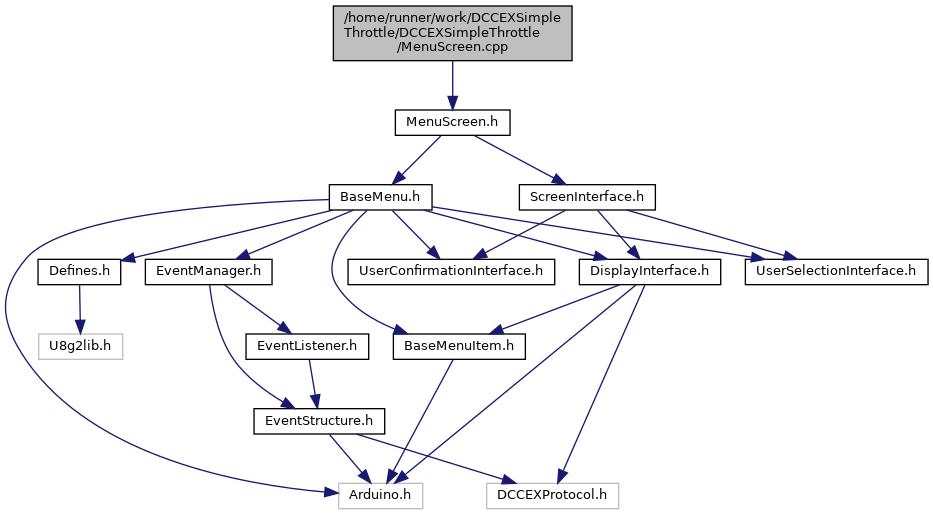 /home/runner/work/DCCEXSimple
Throttle/DCCEXSimpleThrottle
/MenuScreen.cpp
MenuScreen.h
BaseMenu.h
ScreenInterface.h
Defines.h
EventManager.h
UserConfirmationInterface.h
DisplayInterface.h
UserSelectionInterface.h
U8g2lib.h
EventListener.h
BaseMenuItem.h
EventStructure.h
Arduino.h
DCCEXProtocol.h